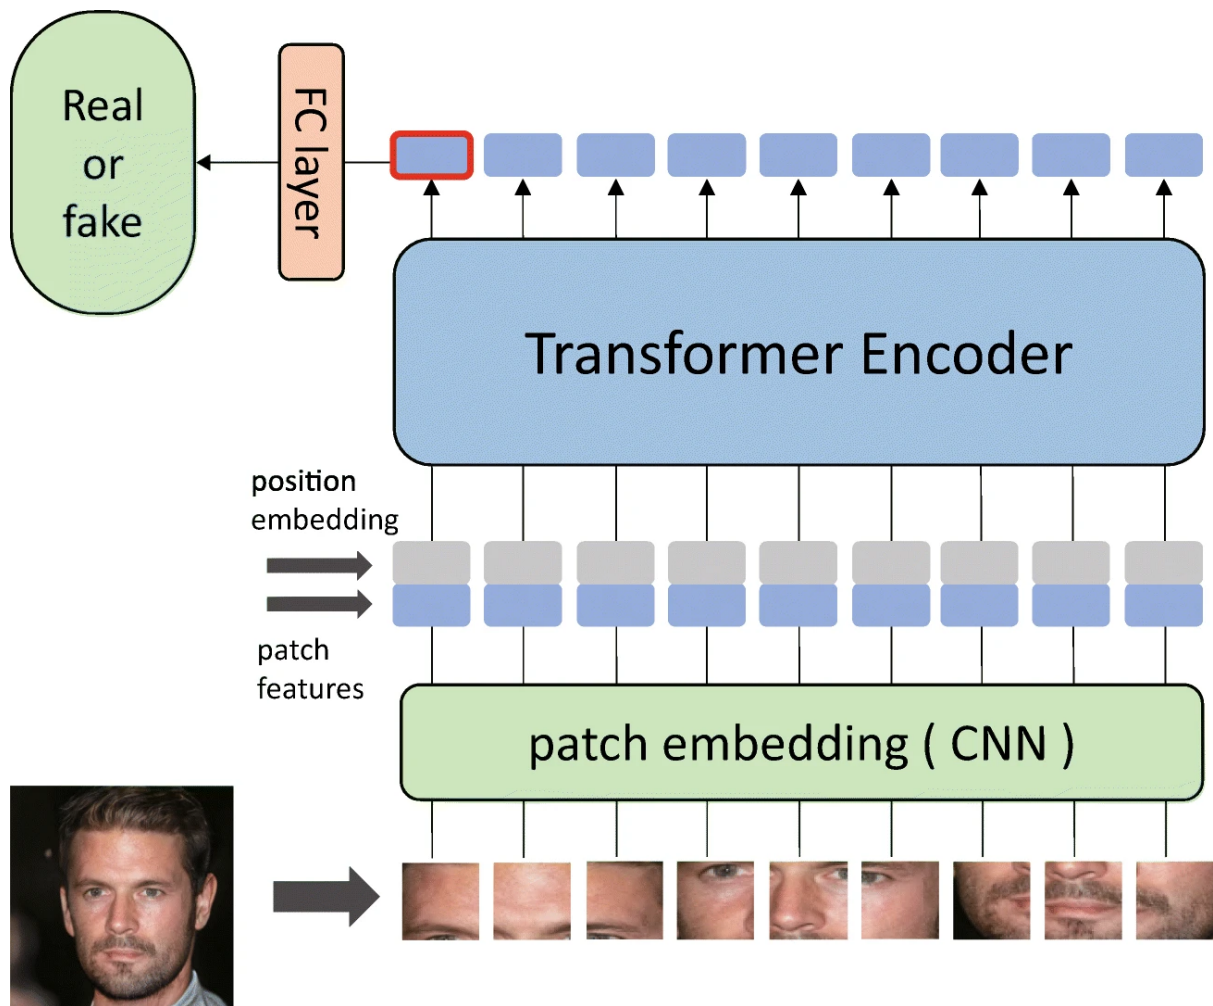 Real
or
fake
FC layer
Transformer Encoder
position
embedding
patch
features
patch embedding ( CNN )